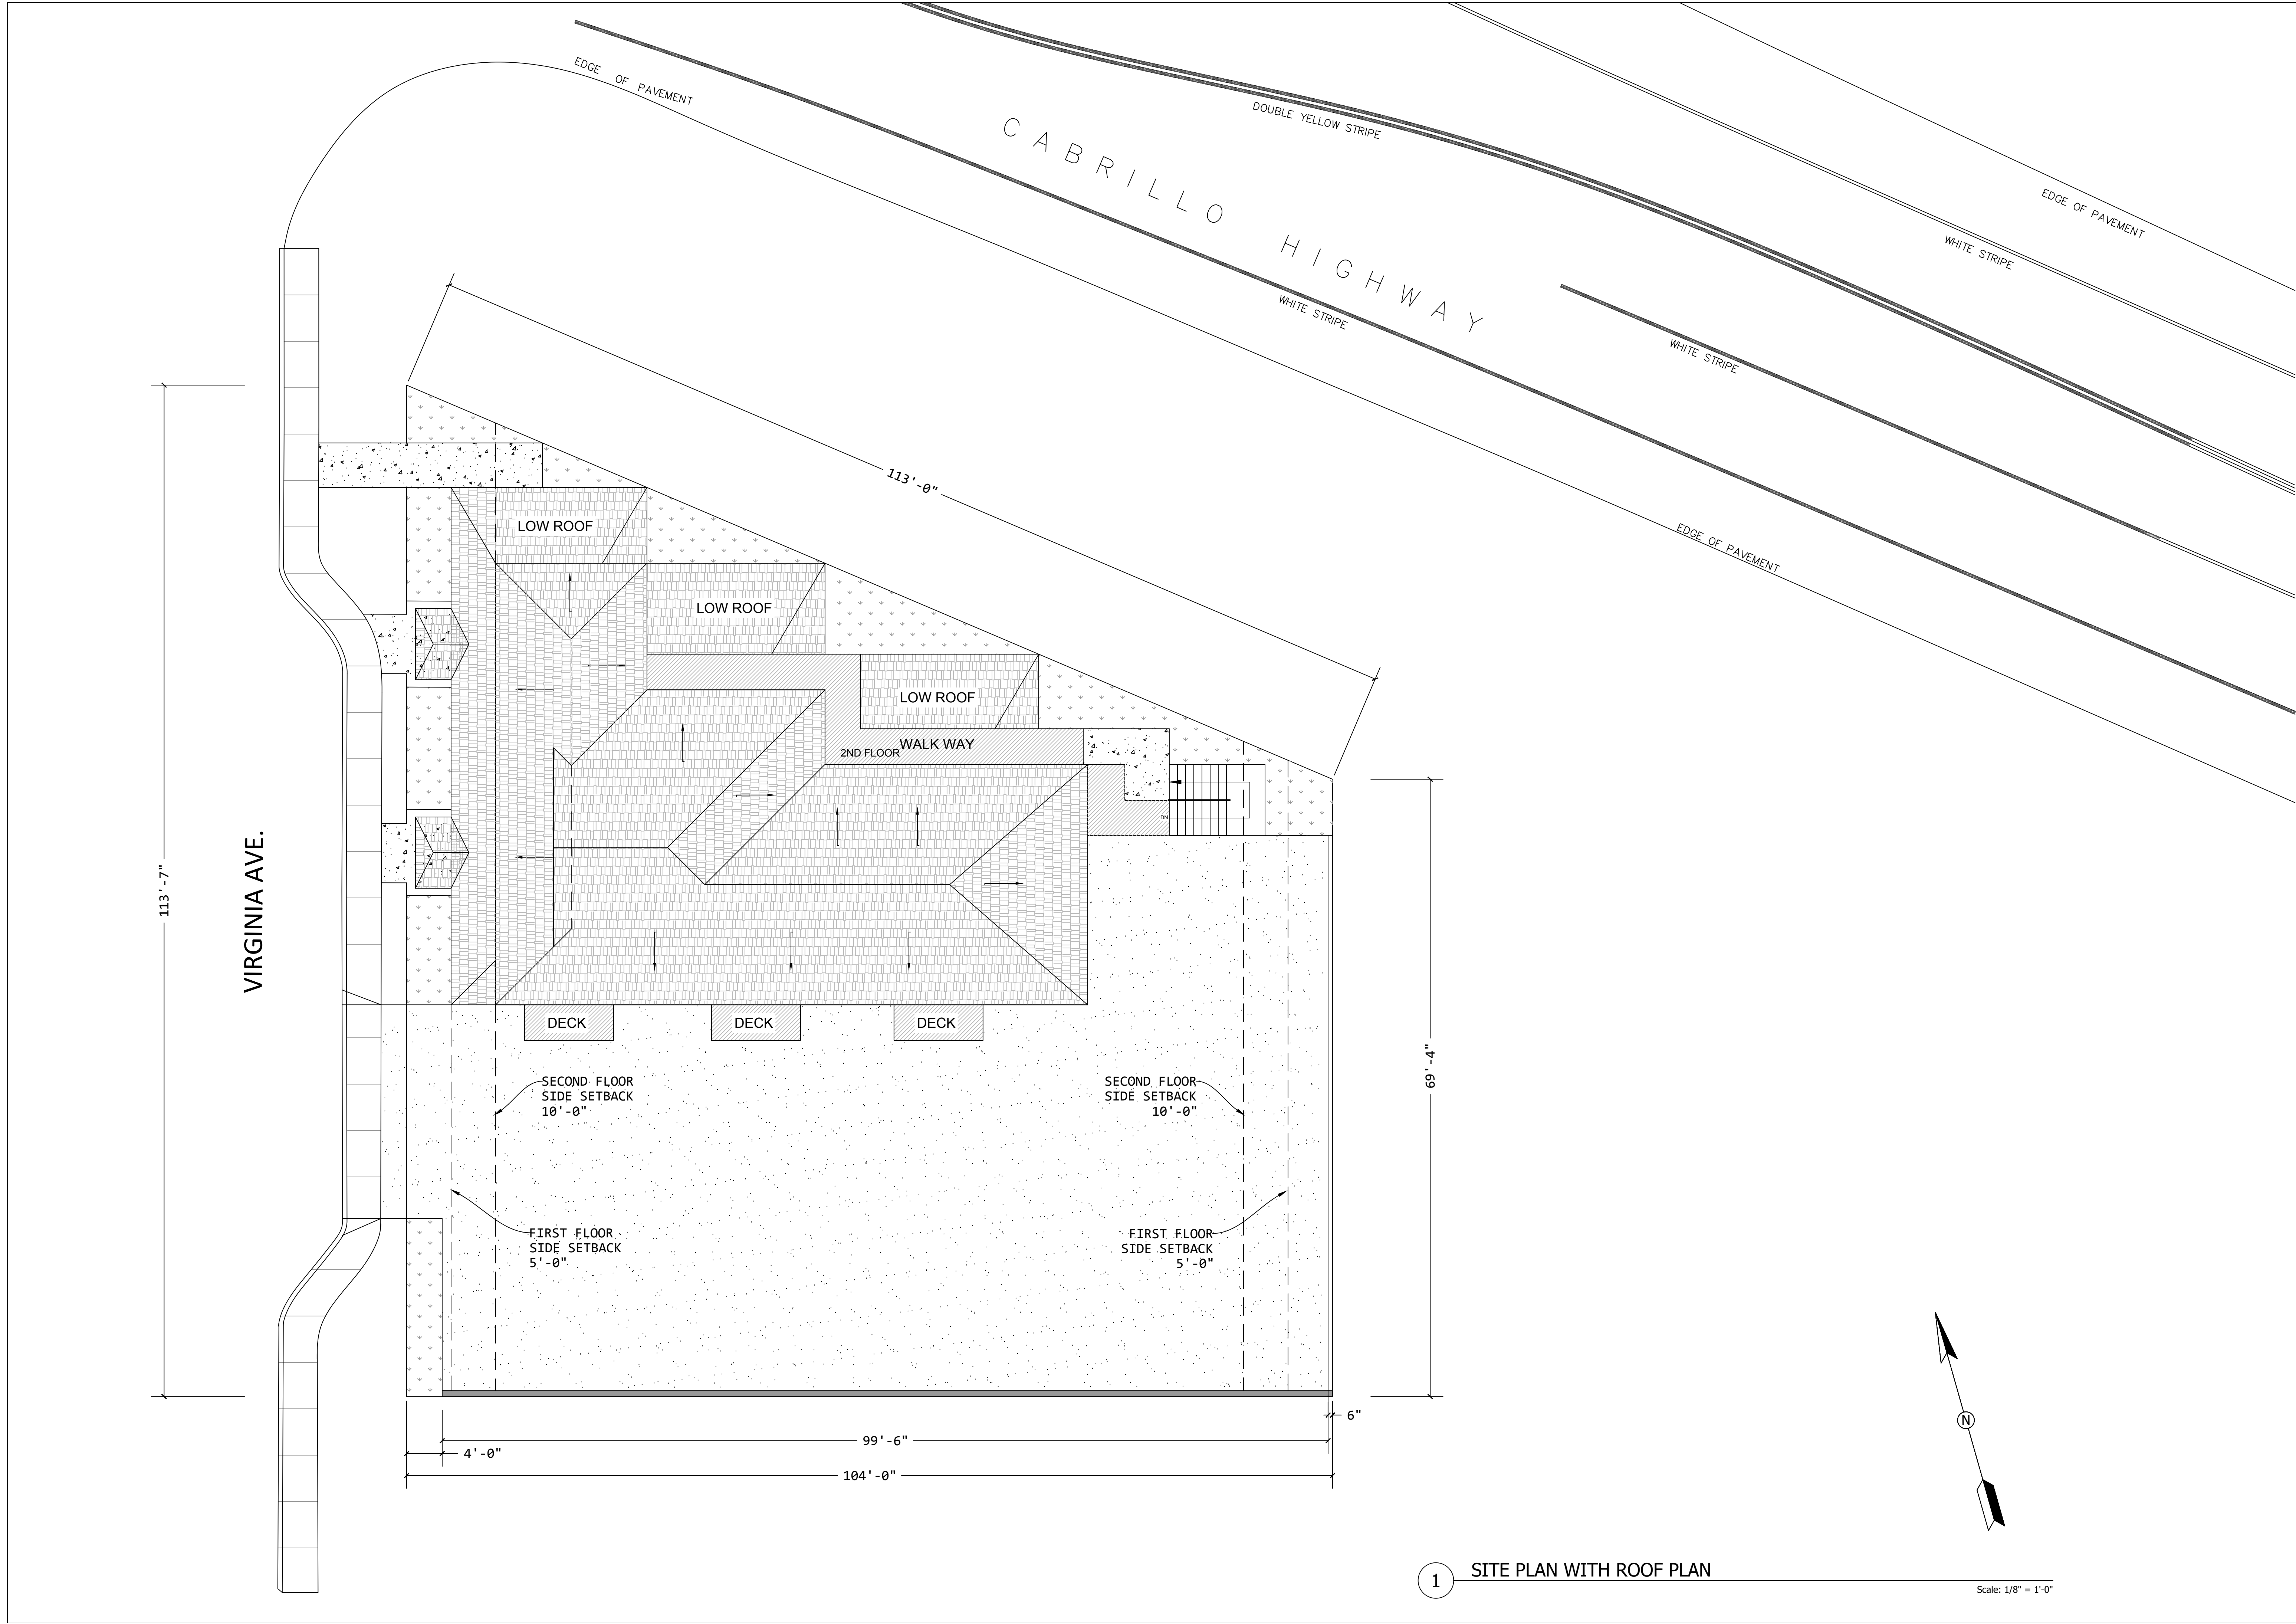 EDGE OF PAVEMENT
DOUBLE YELLOW STRIPE
CABRILLO HIGHWAY
EDGE OF PAVEMENT
WHITE STRIPE
WHITE STRIPE
WHITE STRIPE
113'-0"
LOW ROOF
EDGE OF PAVEMENT
LOW ROOF
LOW ROOF
WALK WAY
2ND FLOOR
DN
113'-7"
VIRGINIA AVE.
DECK
DECK
DECK
69'-4"
SECOND FLOOR
SIDE SETBACK
10'-0"
SECOND FLOOR
SIDE SETBACK
10'-0"
FIRST FLOOR
SIDE SETBACK
5'-0"
FIRST FLOOR
SIDE SETBACK
5'-0"
6"
99'-6"
4'-0"
104'-0"
N
1
SITE PLAN WITH ROOF PLAN
Scale: 1/8" = 1'-0"